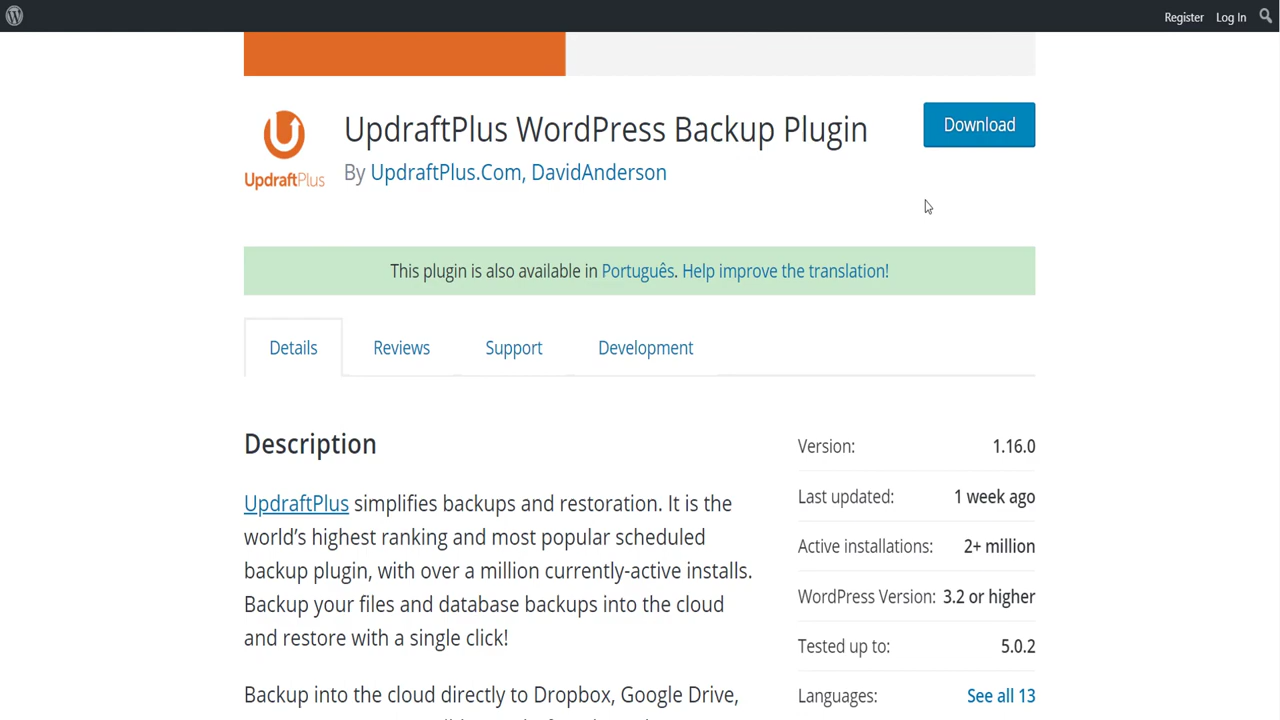 Register Log In
UpdraftPlus WordPress Backup Plugin
Download
By UpdraftPlus.Com, DavidAnderson
UpdraftPlus
This plugin is also available in Português. Help improve the translation!
Details
Reviews
Support
Development
Description
UpdraftPlus simplifies backups and restoration. It is the
world’s highest ranking and most popular scheduled
backup plugin, with over a million currently-active installs.
Backup your files and database backups into the cloud
and restore with a single click!
Backup into the cloud directly to Dropbox, Google Drive,
Version: 1.16.0
Last updated: 1 week ago
Active installations: 2+ million
WordPress Version: 3.2 or higher
Tested up to: 5.0.2
Languages: See all 13